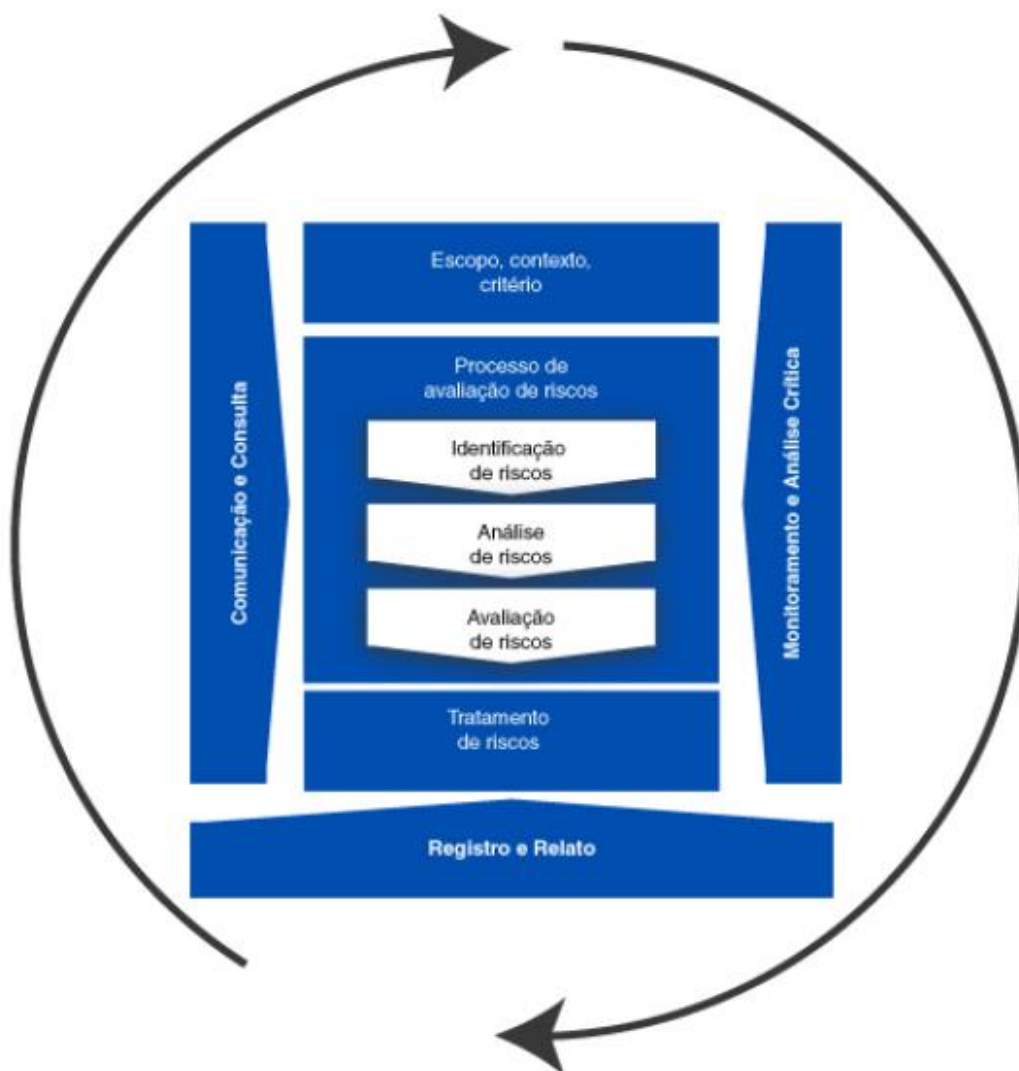 Escopo, contexto,
critério
Processo de
avaliação de riscos
Identificação
de riscos
Análise
de riscos
Avaliação
de riscos
Tratamento
de riscos
Comunicação e Consulta
Monitoramento e Análise Crítica
Registro e Relato